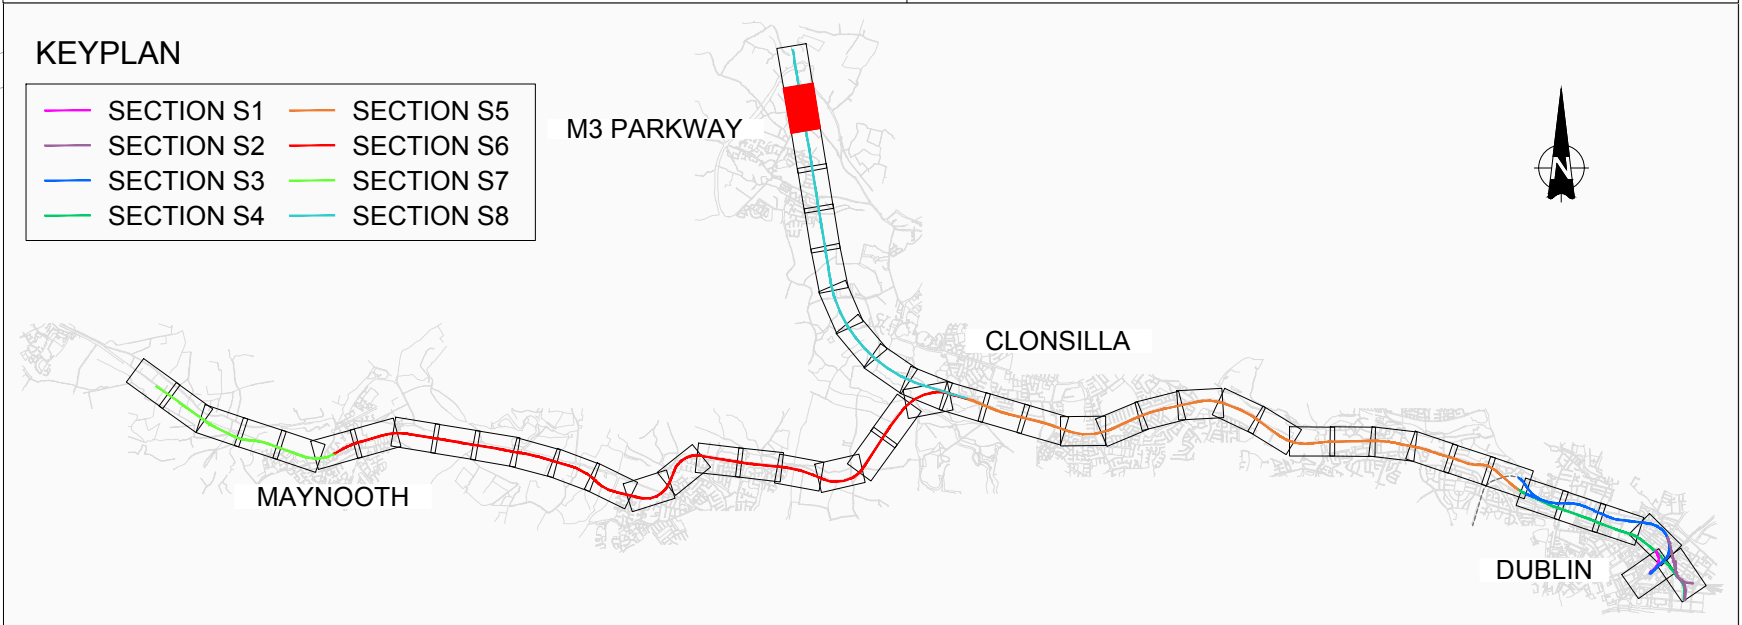 KEYPLAN
SECTION S1 SECTION S5
SECTION S2 SECTION S6
SECTION S3 SECTION S7
SECTION S4 SECTION S8
M3 PARKWAY
N
CLONSILLA
MAYNOOTH
DUBLIN